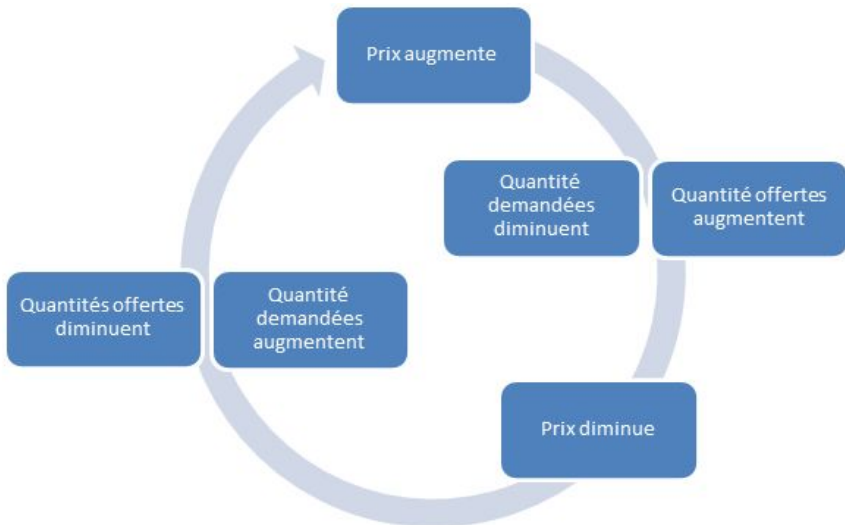 Prix augmente
Quantité
demandées
diminuent
Quantité offertes
augmentent
Prix diminue
Quantité
demandées
augmentent
Quantités offertes
diminuent